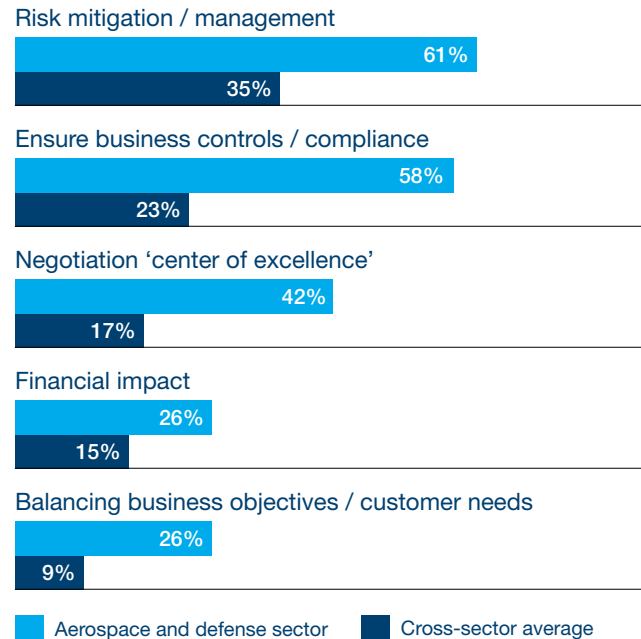 Risk mitigation / management
61%
35%
Ensure business controls / compliance
58%
23%
Negotiation ‘center of excellence’
42%
17%
Financial impact
26%
15%
Balancing business objectives / customer needs
26%
9%
Aerospace and defense sector Cross-sector average